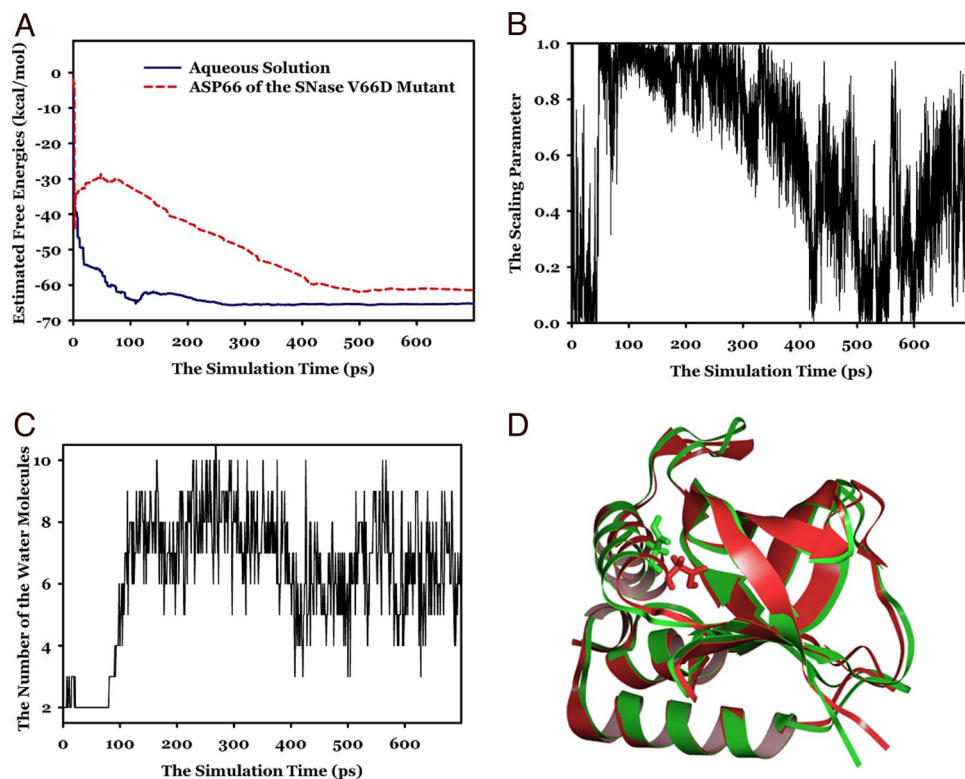 A
Estimated Free Energies (kcal/mol)
0
-10
-20
-30
-40
-50
-60
-70
Aqueous Solution
ASP66 of the SNase V66D Mutant
0 100 200 300 400 500 600
The Simulation Time (ps)
B
The Scaling Parameter
1.0
0.8
0.6
0.4
0.2
0.0
0 100 200 300 400 500 600
The Simulation Time (ps)
C
The Number of the Water Molecules
10
8
6
4
2
0 100 200 300 400 500 600
The Simulation Time (ps)
D